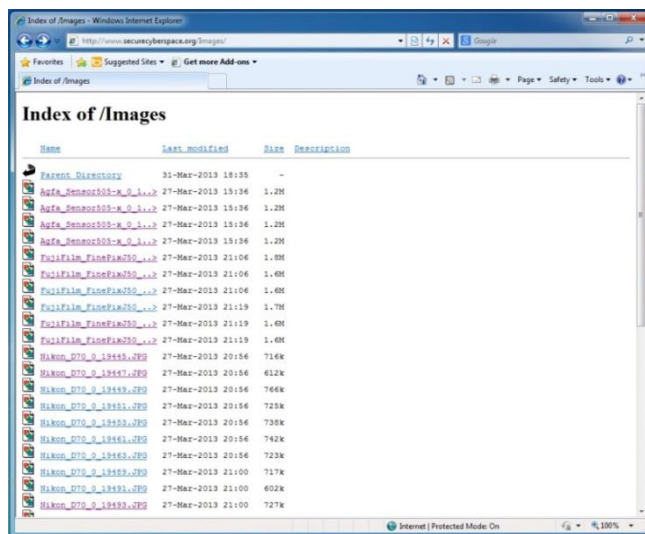 Index of /Images - Windows Internet Explorer
http://www.securecyberspace.org/Images/
Google
Favorites Suggested Sites Get more Add-ons
Index of /Images
Page Safety Tools
Index of /Images
Name Last modified Size Description
Parent Directory 31-Mar-2013 18:35 -
Agfa_Sensor505-x_0_1..> 27-Mar-2013 15:36 1.2M
Agfa_Sensor505-x_0_1..> 27-Mar-2013 15:36 1.2M
Agfa_Sensor505-x_0_1..> 27-Mar-2013 15:36 1.2M
Agfa_Sensor505-x_0_1..> 27-Mar-2013 15:36 1.2M
FujiFilm_FinePixJ50_..> 27-Mar-2013 21:06 1.8M
FujiFilm_FinePixJ50_..> 27-Mar-2013 21:06 1.6M
FujiFilm_FinePixJ50_..> 27-Mar-2013 21:06 1.6M
FujiFilm_FinePixJ50_..> 27-Mar-2013 21:19 1.7M
FujiFilm_FinePixJ50_..> 27-Mar-2013 21:19 1.6M
FujiFilm_FinePixJ50_..> 27-Mar-2013 21:19 1.6M
Nikon_D70_0_19445.JPG 27-Mar-2013 20:56 716k
Nikon_D70_0_19447.JPG 27-Mar-2013 20:56 612k
Nikon_D70_0_19449.JPG 27-Mar-2013 20:56 766k
Nikon_D70_0_19451.JPG 27-Mar-2013 20:56 725k
Nikon_D70_0_19453.JPG 27-Mar-2013 20:56 738k
Nikon_D70_0_19461.JPG 27-Mar-2013 20:56 742k
Nikon_D70_0_19463.JPG 27-Mar-2013 20:56 723k
Nikon_D70_0_19489.JPG 27-Mar-2013 21:00 717k
Nikon_D70_0_19491.JPG 27-Mar-2013 21:00 602k
Nikon_D70_0_19493.JPG 27-Mar-2013 21:00 727k
Internet | Protected Mode: On 100%